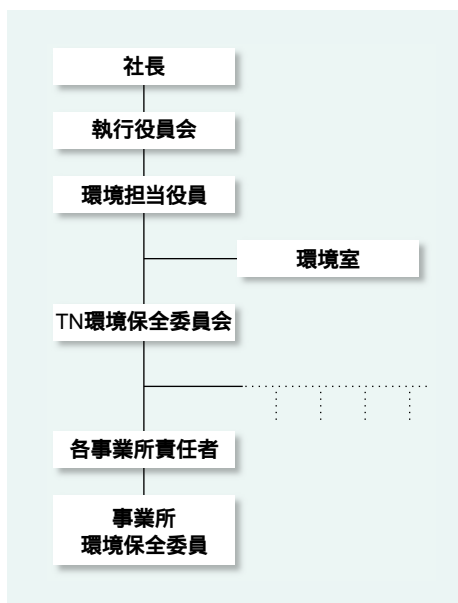 社長
執行役員会
環境担当役員
環境室
TN環境保全委員会
各事業所責任者
事業所
環境保全委員